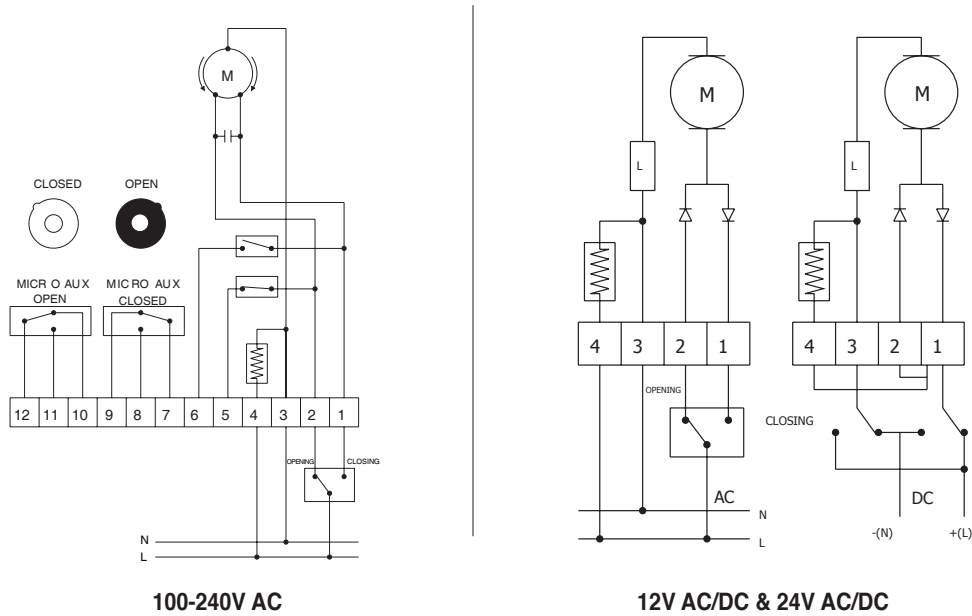 M
CLOSED OPEN
MICR O AUX
OPEN
MIC RO AUX
CLOSED
12 11 10 9 8 7 6 5 4 3 2 1
OPENING CLOSING
N
L
100-240V AC
M
L
4 3 2 1
OPENING
AC
N
L
M
L
4 3 2 1
CLOSING
DC
-(N) +(L)
12V AC/DC & 24V AC/DC